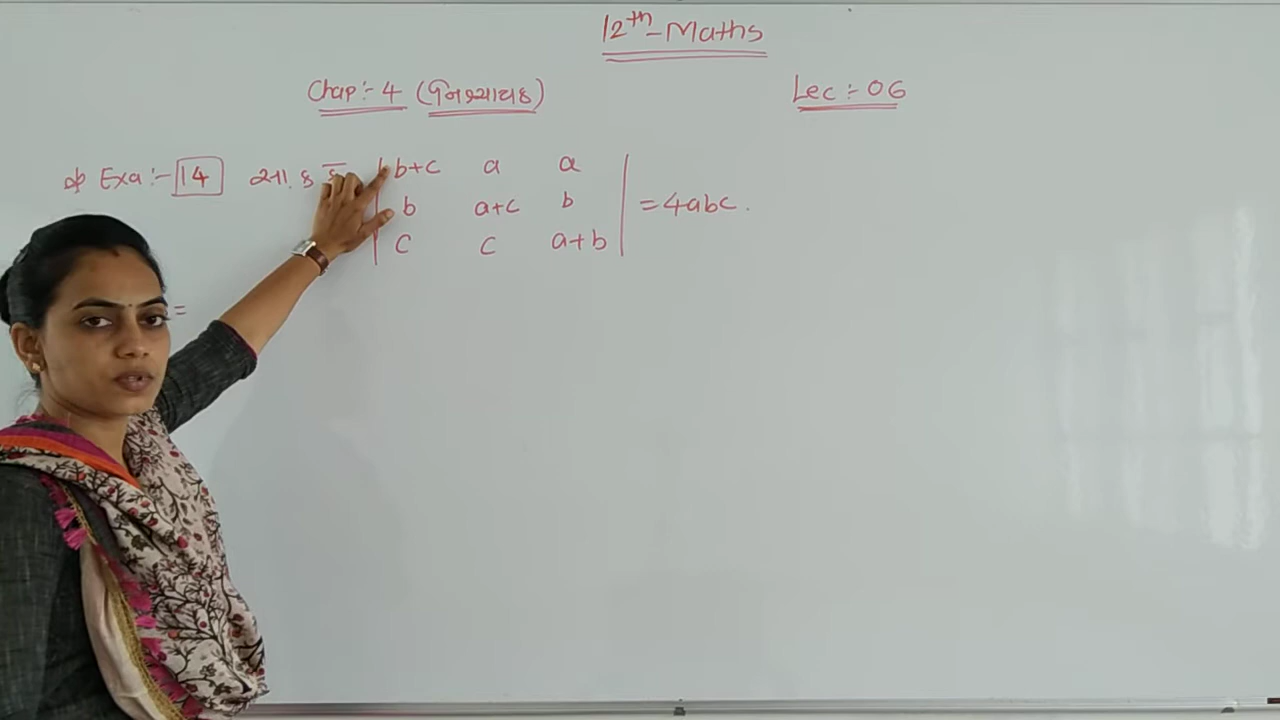 12th - Maths
Chap :- 4 (નિશ્ચાયક) Lec :- 06
Exa :- 14 સા. કે | b+c a a |
| b a+c b | = 4abc.
| c c a+b |
=